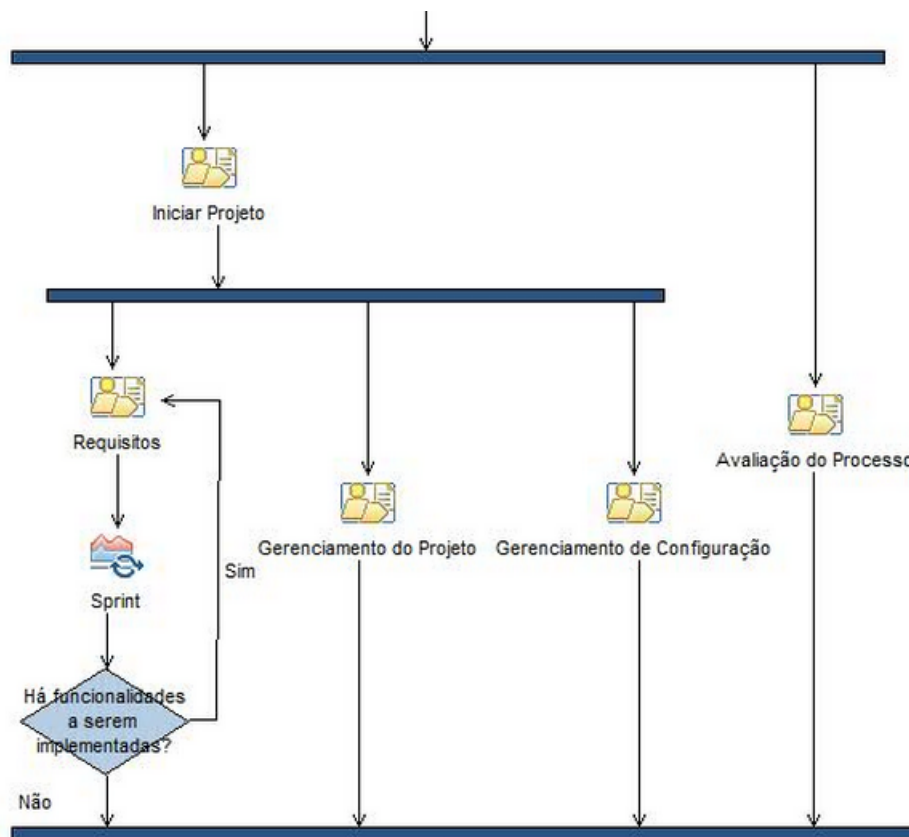 Iniciar Projeto
Requisitos
Avaliação do Processo
Gerenciamento do Projeto
Gerenciamento de Configuração
Sim
Sprint
Há funcionalidades
a serem
implementadas?
Não